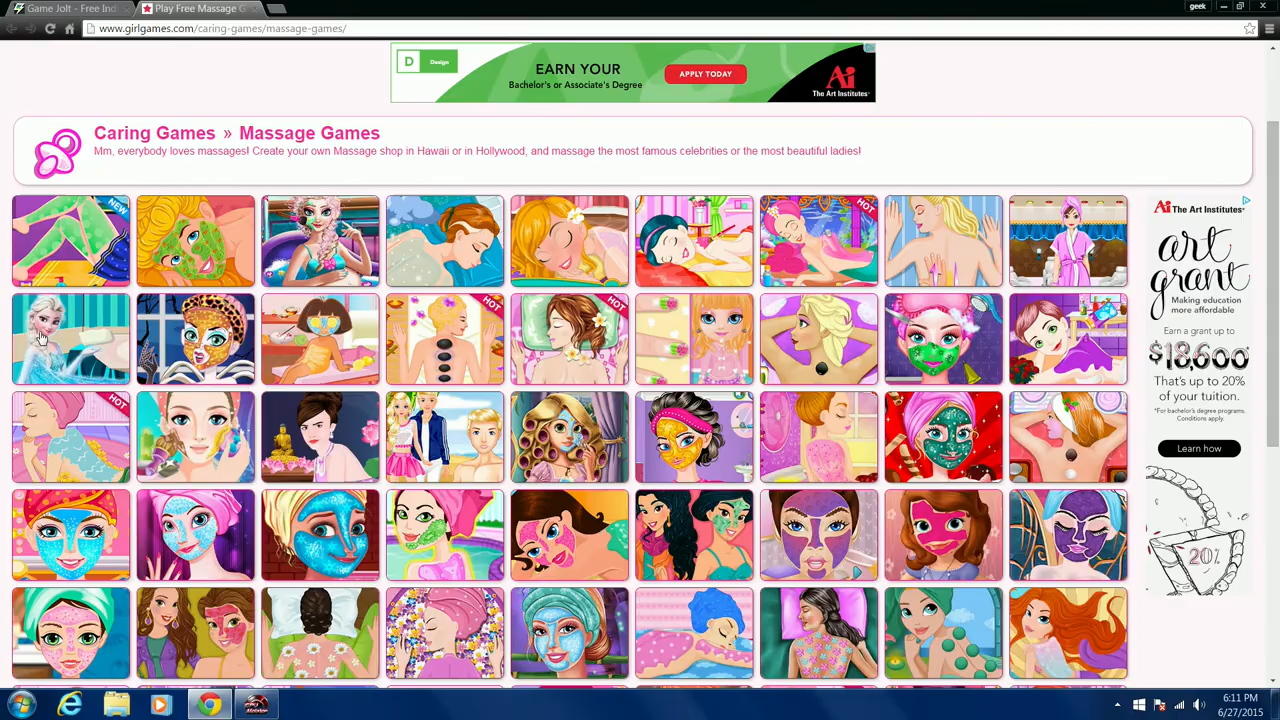 Game Jolt - Free Indi
Play Free Massage G
geek
www.girlgames.com/caring-games/massage-games/
D
Design
EARN YOUR
Bachelor's or Associate's Degree
APPLY TODAY
Ai
The Art Institutes
Caring Games » Massage Games
Mm, everybody loves massages! Create your own Massage shop in Hawaii or in Hollywood, and massage the most famous celebrities or the most beautiful ladies!
NEW
HOT
HOT
HOT
HOT
Ai The Art Institutes
art
grant
Making education
more affordable
Earn a grant up to
$18,600*
That's up to 20%
of your tuition.
*For bachelor's degree programs.
Conditions apply.
Learn how
20%
6:11 PM
6/27/2015